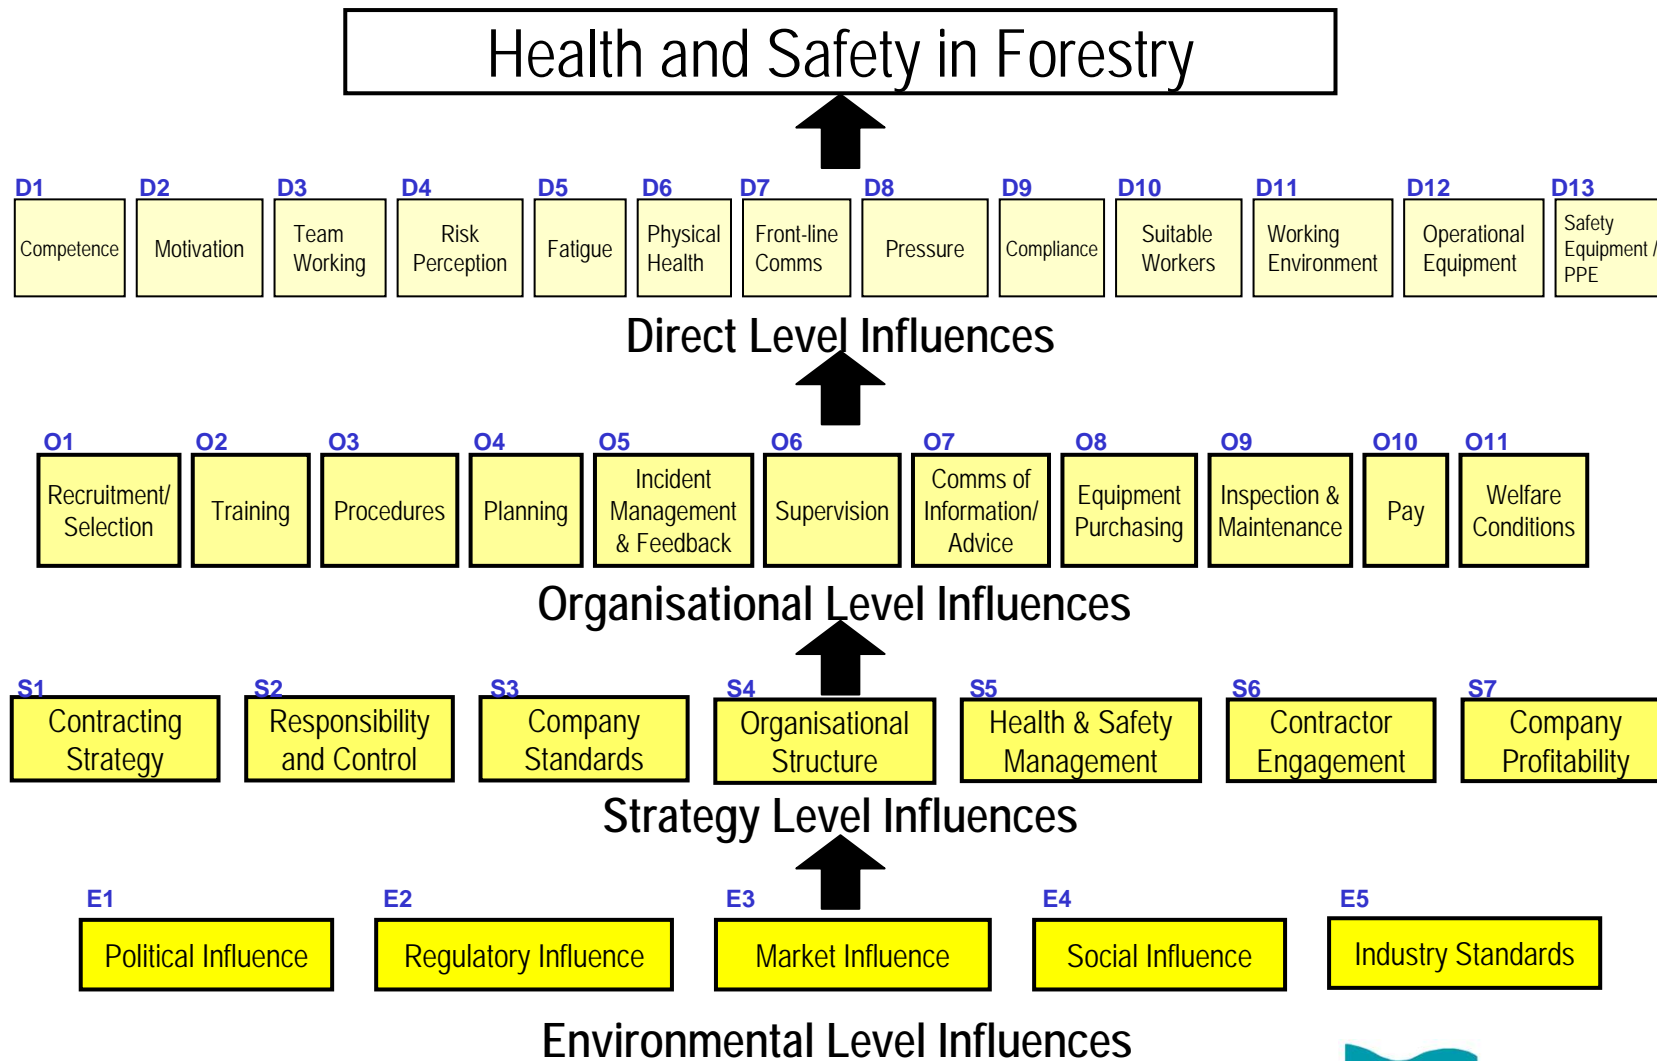 Health and Safety in Forestry
D1 D2 D3 D4 D5 D6 D7 D8 D9 D10 D11 D12 D13
Competence
Motivation
Team
Working
Risk
Perception
Fatigue
Physical
Health
Front-line
Comms
Pressure
Compliance
Suitable
Workers
Working
Environment
Operational
Equipment
Safety
Equipment /
PPE
Direct Level Influences
O1 O2 O3 O4 O5 O6 O7 O8 O9 O10 O11
Recruitment/
Selection
Training
Procedures
Planning
Incident
Management
& Feedback
Supervision
Comms of
Information/
Advice
Equipment
Purchasing
Inspection &
Maintenance
Pay
Welfare
Conditions
Organisational Level Influences
S1 S2 S3 S4 S5 S6 S7
Contracting
Strategy
Responsibility
and Control
Company
Standards
Organisational
Structure
Health & Safety
Management
Contractor
Engagement
Company
Profitability
Strategy Level Influences
E1 E2 E3 E4 E5
Political Influence
Regulatory Influence
Market Influence
Social Influence
Industry Standards
Environmental Level Influences